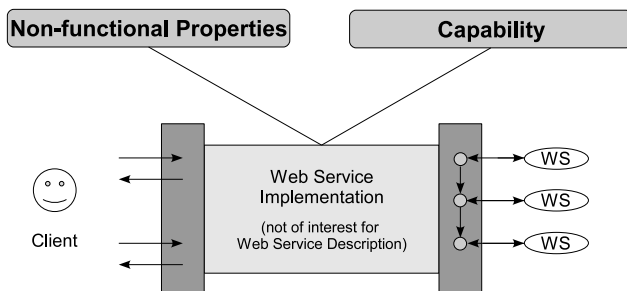 Non-functional Properties
Capability
Web Service
Implementation
(not of interest for
Web Service Description)
Client
WS
WS
WS